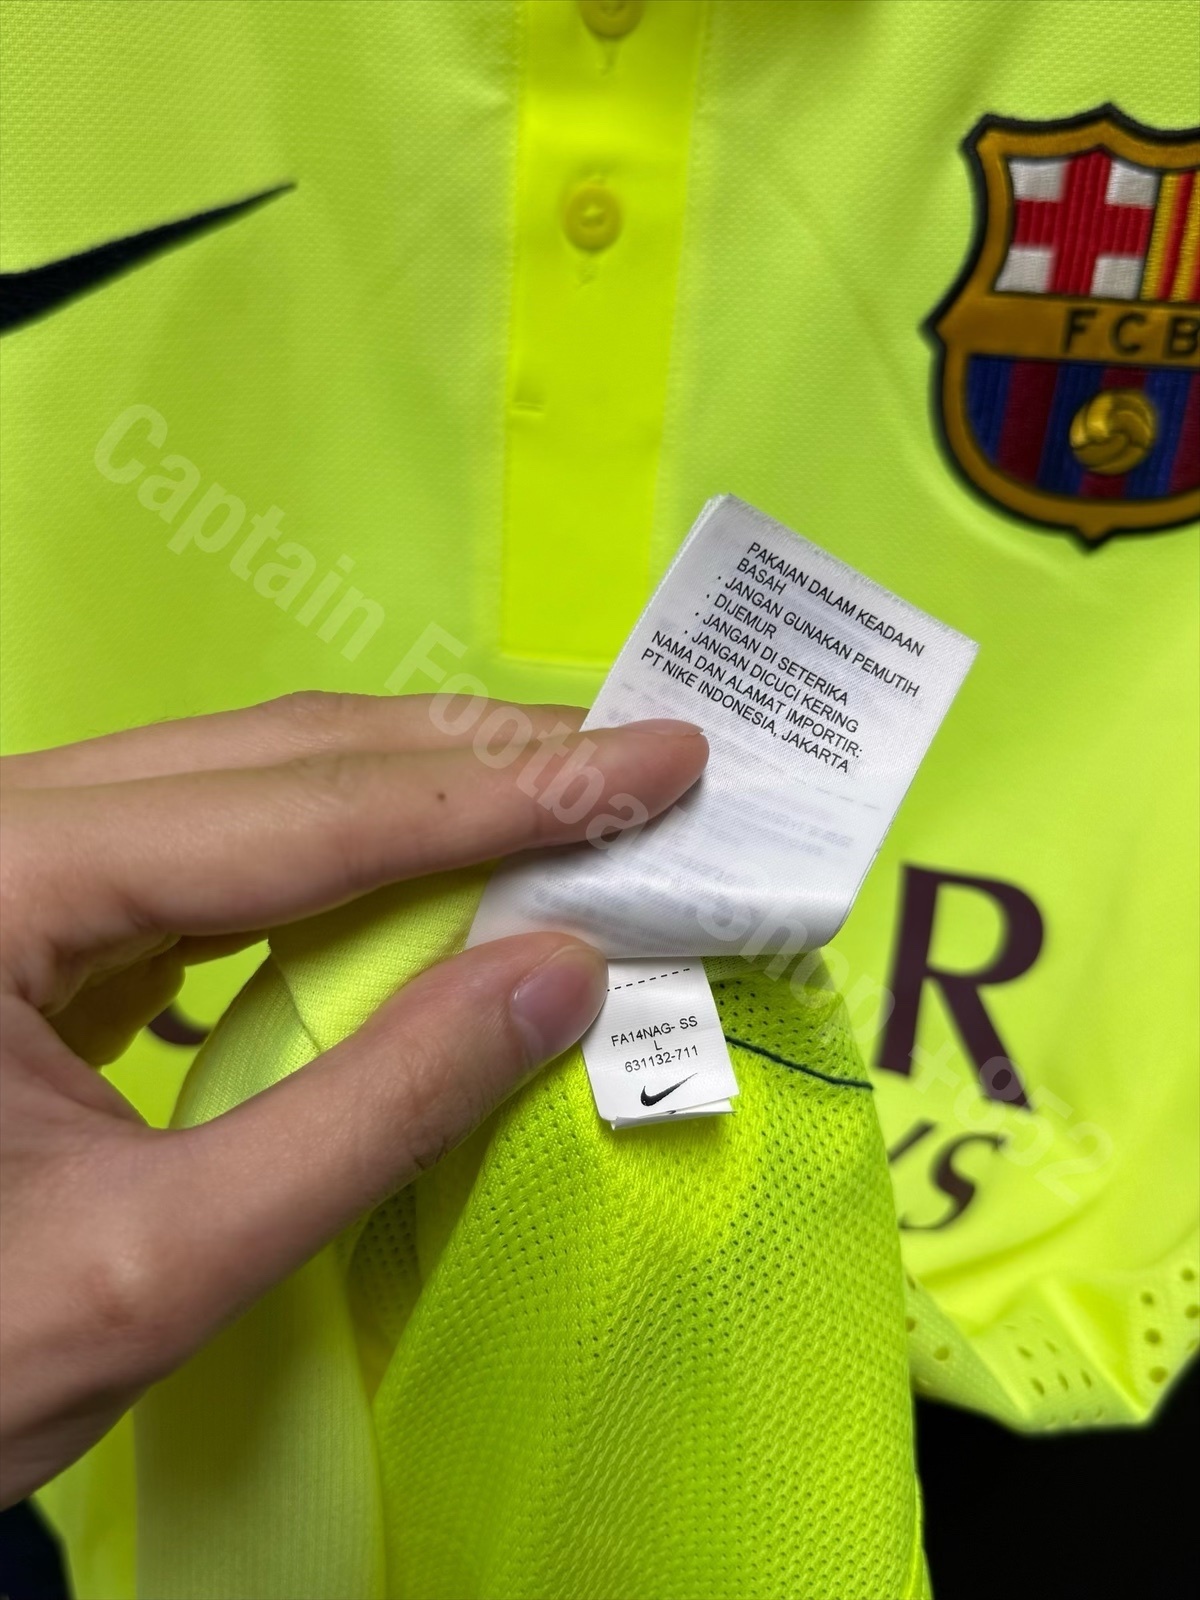 FCB
PAKAIAN DALAM KEADAAN
BASAH
. JANGAN GUNAKAN PEMUTIH
. DIJEMUR
. JANGAN DI SETERIKA
. JANGAN DICUCI KERING
NAMA DAN ALAMAT IMPORTIR:
PT NIKE INDONESIA, JAKARTA
R
FA14NAG- SS
L
631132-711
Captain Football shop +852